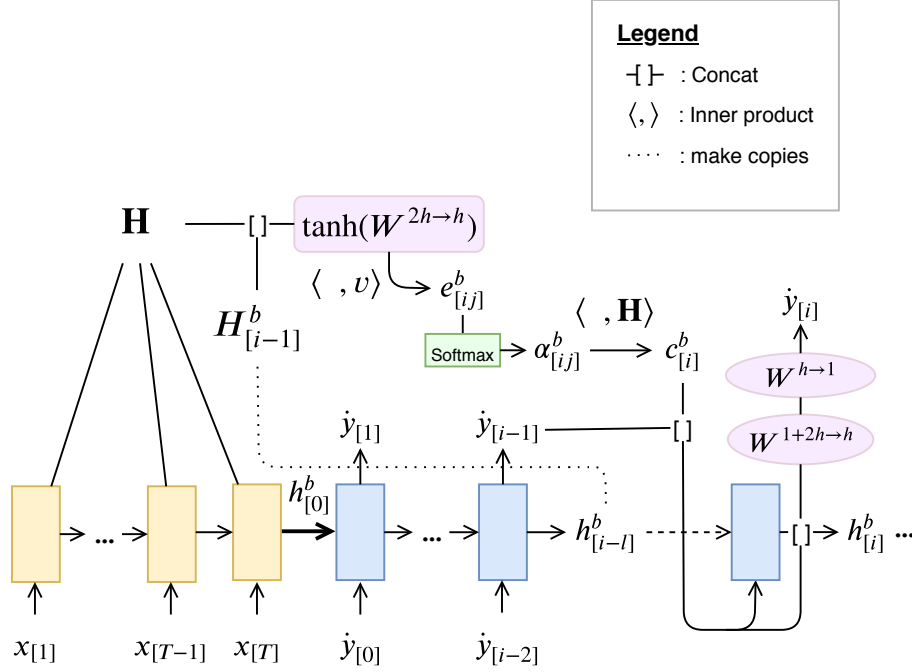 Legend
-[ ]- : Concat
⟨,⟩ : Inner product
···· : make copies
H [ ] tanh(W^{2h→h})
⟨ , v⟩ e^b_{[ij]}
H^b_{[i-1]}
⟨ , H⟩
Softmax α^b_{[ij]} c^b_{[i]}
ẏ_{[i]}
W^{h→1}
W^{1+2h→h}
ẏ_{[1]} ẏ_{[i-1]} [ ]
h^b_{[0]}
... ... h^b_{[i-l]} [ ] h^b_{[i]} ...
x_{[1]} x_{[T-1]} x_{[T]} ẏ_{[0]} ẏ_{[i-2]}